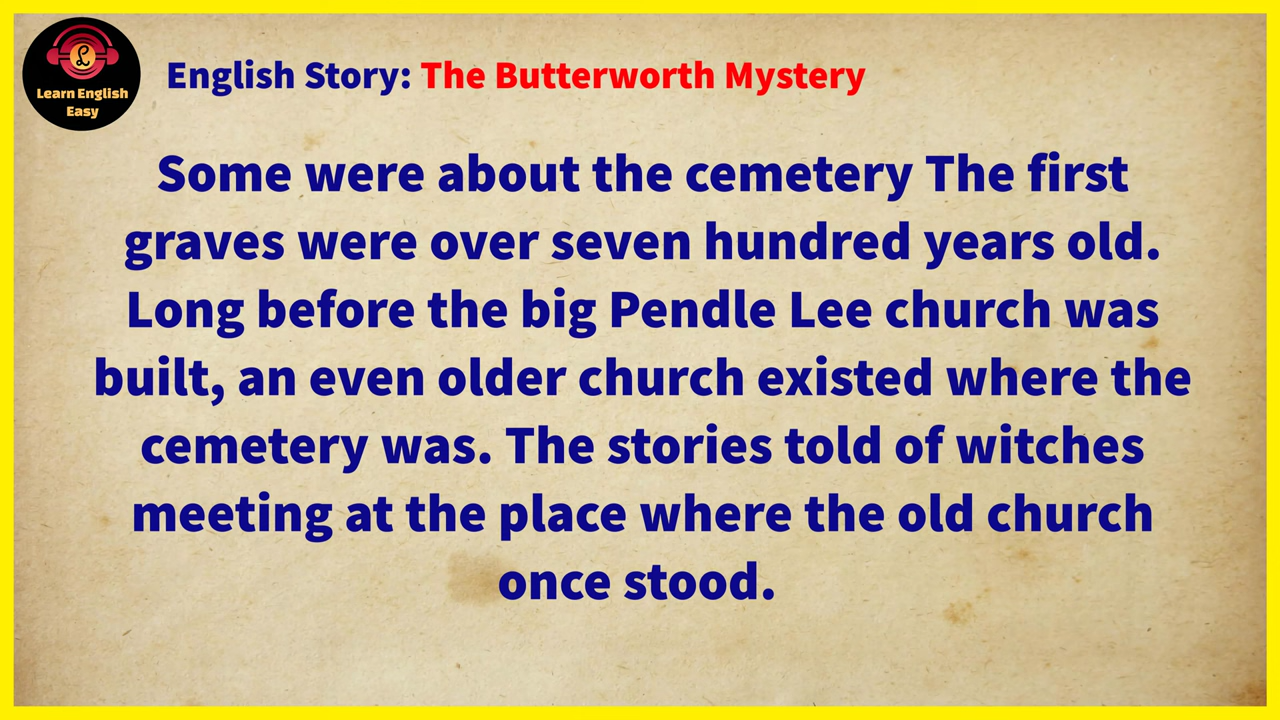 Learn English
Easy
English Story: The Butterworth Mystery
Some were about the cemetery The first
graves were over seven hundred years old.
Long before the big Pendle Lee church was
built, an even older church existed where the
cemetery was. The stories told of witches
meeting at the place where the old church
once stood.